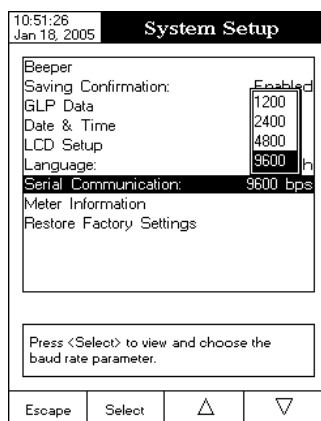 10:51:26
Jan 18, 2005
System Setup
Beeper
Saving Confirmation: Enabled
GLP Data
Date & Time
LCD Setup
Language: h
Serial Communication: 9600 bps
1200
2400
4800
9600
Meter Information
Restore Factory Settings
Press <Select> to view and choose the
baud rate parameter.
Escape Select